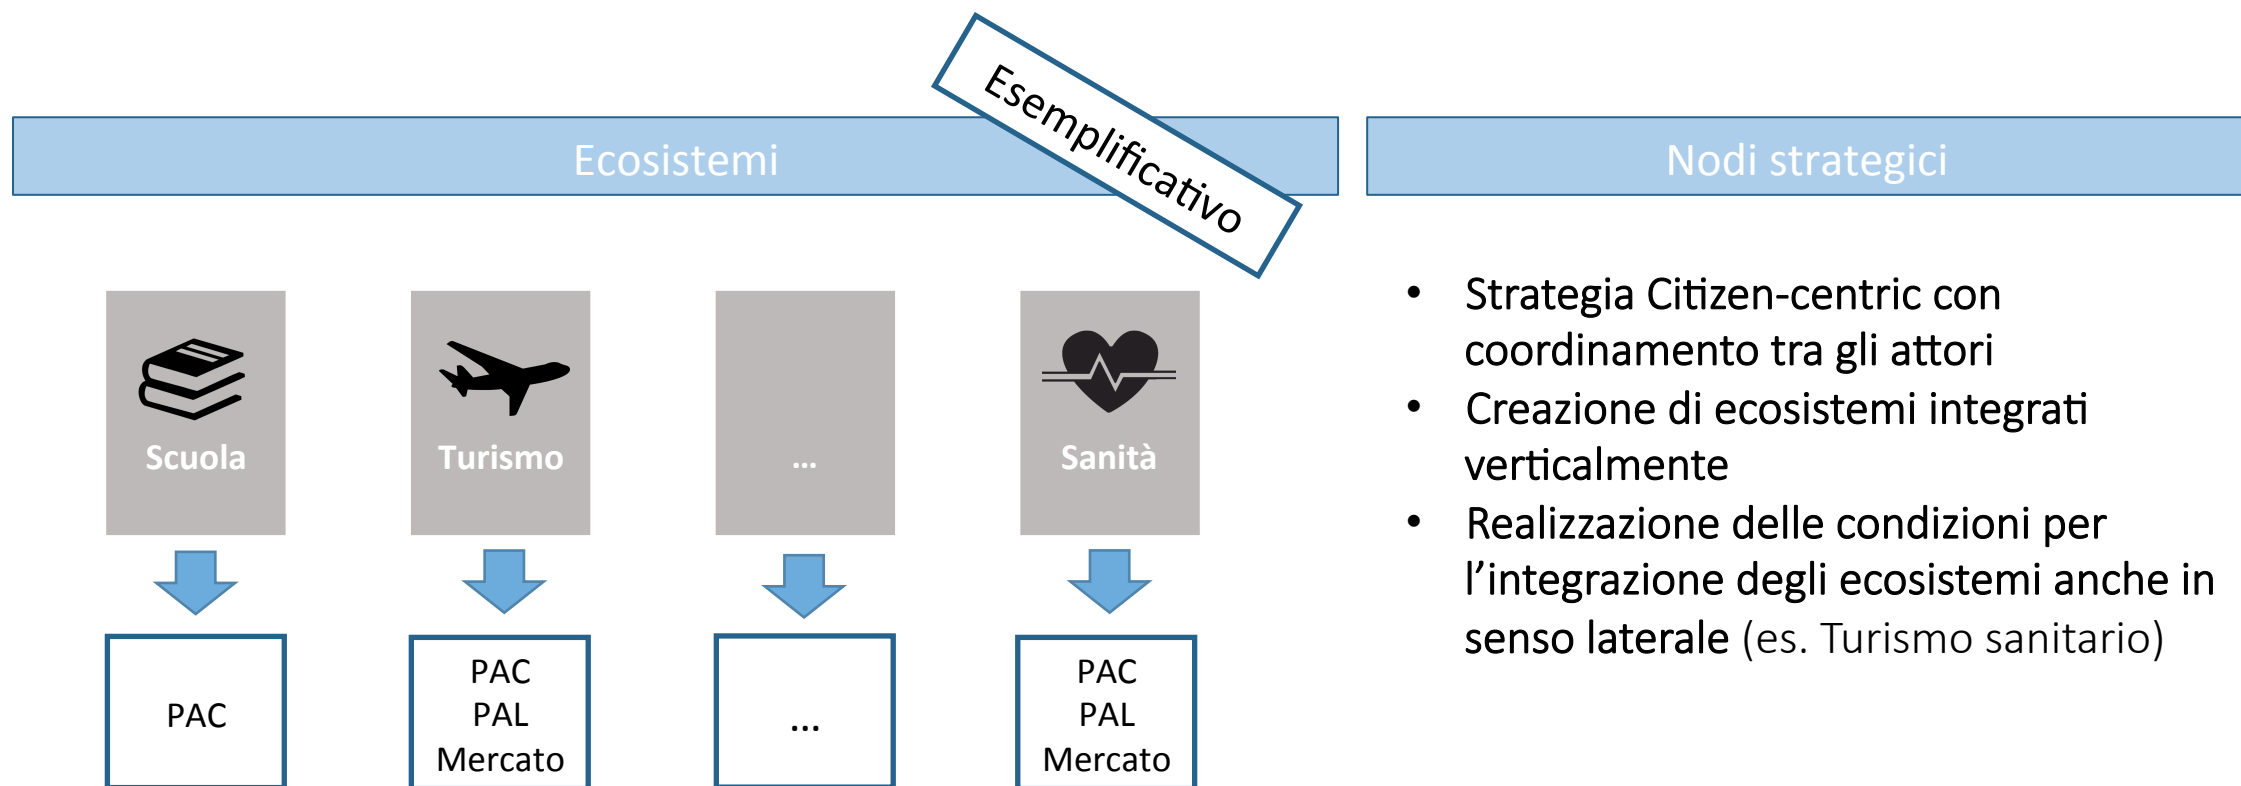 Esemplificativo
Ecosistemi
Nodi strategici
Scuola
Turismo
...
Sanità
PAC
PAC
PAL
Mercato
...
PAC
PAL
Mercato
• Strategia Citizen-centric con
coordinamento tra gli attori
• Creazione di ecosistemi integrati
verticalmente
• Realizzazione delle condizioni per
l’integrazione degli ecosistemi anche in
senso laterale (es. Turismo sanitario)